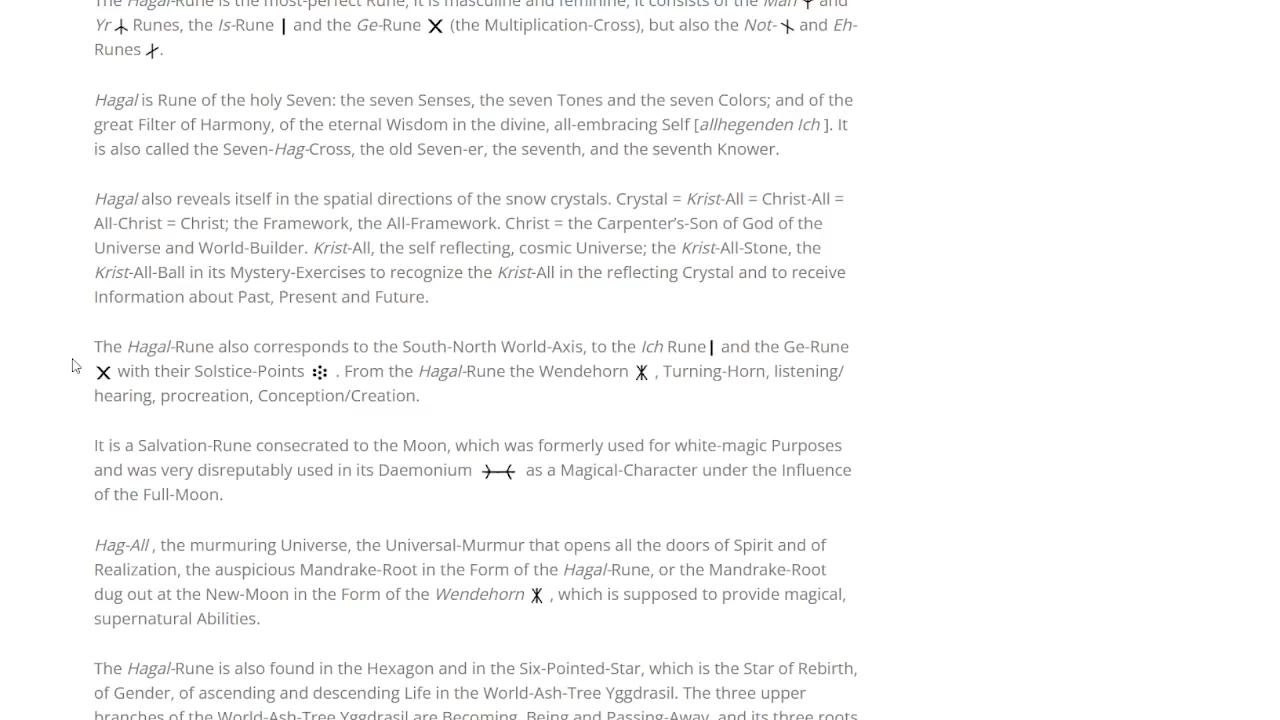 The Hagal-Rune is the most-perfect Rune, it is masculine and feminine, it consists of the Man ᛉ and
Yr ᛦ Runes, the Is-Rune ᛁ and the Ge-Rune X (the Multiplication-Cross), but also the Not- ᚾ and Eh-
Runes ᛂ.
Hagal is Rune of the holy Seven: the seven Senses, the seven Tones and the seven Colors; and of the
great Filter of Harmony, of the eternal Wisdom in the divine, all-embracing Self [allhegenden Ich ]. It
is also called the Seven-Hag-Cross, the old Seven-er, the seventh, and the seventh Knower.
Hagal also reveals itself in the spatial directions of the snow crystals. Crystal = Krist-All = Christ-All =
All-Christ = Christ; the Framework, the All-Framework. Christ = the Carpenter’s-Son of God of the
Universe and World-Builder. Krist-All, the self reflecting, cosmic Universe; the Krist-All-Stone, the
Krist-All-Ball in its Mystery-Exercises to recognize the Krist-All in the reflecting Crystal and to receive
Information about Past, Present and Future.
The Hagal-Rune also corresponds to the South-North World-Axis, to the Ich Rune ᛁ and the Ge-Rune
X with their Solstice-Points . From the Hagal-Rune the Wendehorn , Turning-Horn, listening/
hearing, procreation, Conception/Creation.
It is a Salvation-Rune consecrated to the Moon, which was formerly used for white-magic Purposes
and was very disreputably used in its Daemonium as a Magical-Character under the Influence
of the Full-Moon.
Hag-All , the murmuring Universe, the Universal-Murmur that opens all the doors of Spirit and of
Realization, the auspicious Mandrake-Root in the Form of the Hagal-Rune, or the Mandrake-Root
dug out at the New-Moon in the Form of the Wendehorn , which is supposed to provide magical,
supernatural Abilities.
The Hagal-Rune is also found in the Hexagon and in the Six-Pointed-Star, which is the Star of Rebirth,
of Gender, of ascending and descending Life in the World-Ash-Tree Yggdrasil. The three upper
branches of the World-Ash-Tree Yggdrasil are Becoming, Being and Passing-Away, and its three roots